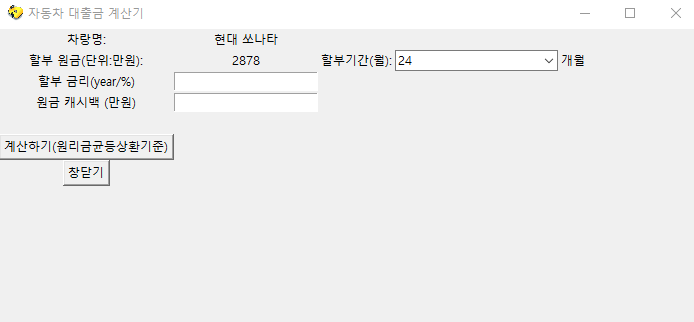 자동차 대출금 계산기
차량명: 현대 쏘나타
할부 원금(단위:만원): 2878 할부기간(월): 24 개월
할부 금리(year/%)
원금 캐시백 (만원)
계산하기(원리금균등상환기준)
창닫기